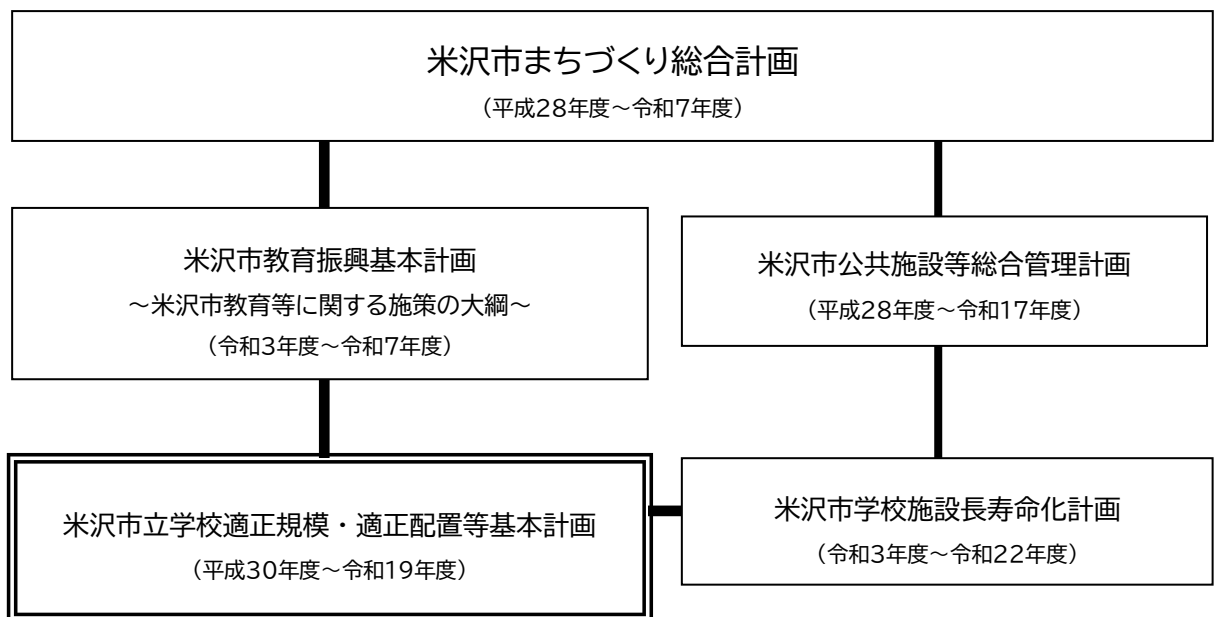 米沢市まちづくり総合計画
（平成28年度～令和7年度）
米沢市教育振興基本計画
～米沢市教育等に関する施策の大綱～
（令和3年度～令和7年度）
米沢市公共施設等総合管理計画
（平成28年度～令和17年度）
米沢市立学校適正規模・適正配置等基本計画
（平成30年度～令和19年度）
米沢市学校施設長寿命化計画
（令和3年度～令和22年度）